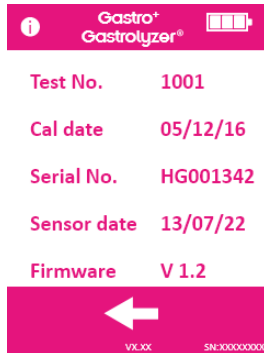 i
Gastro+
Gastrolyzer®
Test No. 1001
Cal date 05/12/16
Serial No. HG001342
Sensor date 13/07/22
Firmware V 1.2
VX.XX SN:XXXXXXXX